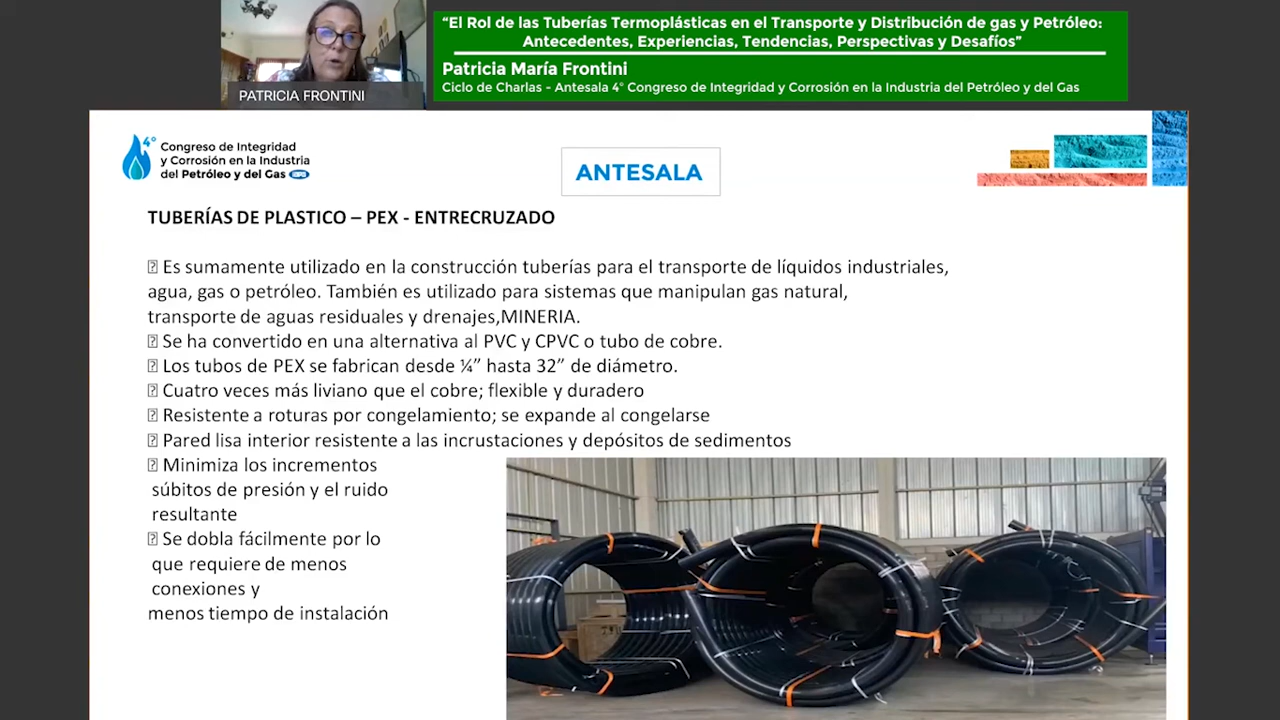 “El Rol de las Tuberías Termoplásticas en el Transporte y Distribución de gas y Petróleo:
Antecedentes, Experiencias, Tendencias, Perspectivas y Desafíos”
Patricia María Frontini
Ciclo de Charlas - Antesala 4° Congreso de Integridad y Corrosión en la Industria del Petróleo y del Gas
PATRICIA FRONTINI
4°
Congreso de Integridad
y Corrosión en la Industria
del Petróleo y del Gas
ANTESALA
TUBERÍAS DE PLASTICO – PEX - ENTRECRUZADO
Es sumamente utilizado en la construcción tuberías para el transporte de líquidos industriales,
agua, gas o petróleo. También es utilizado para sistemas que manipulan gas natural,
transporte de aguas residuales y drenajes,MINERIA.
Se ha convertido en una alternativa al PVC y CPVC o tubo de cobre.
Los tubos de PEX se fabrican desde ¼” hasta 32” de diámetro.
Cuatro veces más liviano que el cobre; flexible y duradero
Resistente a roturas por congelamiento; se expande al congelarse
Pared lisa interior resistente a las incrustaciones y depósitos de sedimentos
Minimiza los incrementos
súbitos de presión y el ruido
resultante
Se dobla fácilmente por lo
que requiere de menos
conexiones y
menos tiempo de instalación